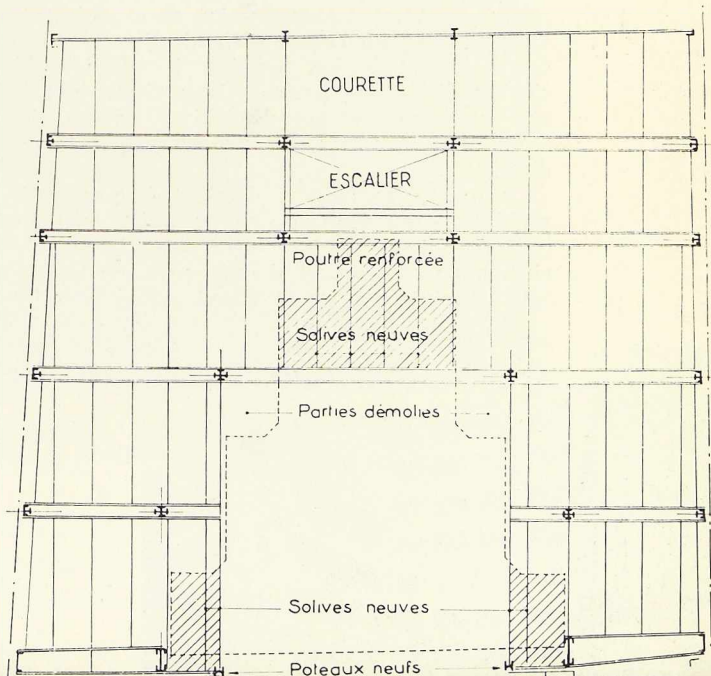 COURETTE
ESCALIER
Poutre renforcée
Solives neuves
Parties démolies
Solives neuves
Poteaux neufs